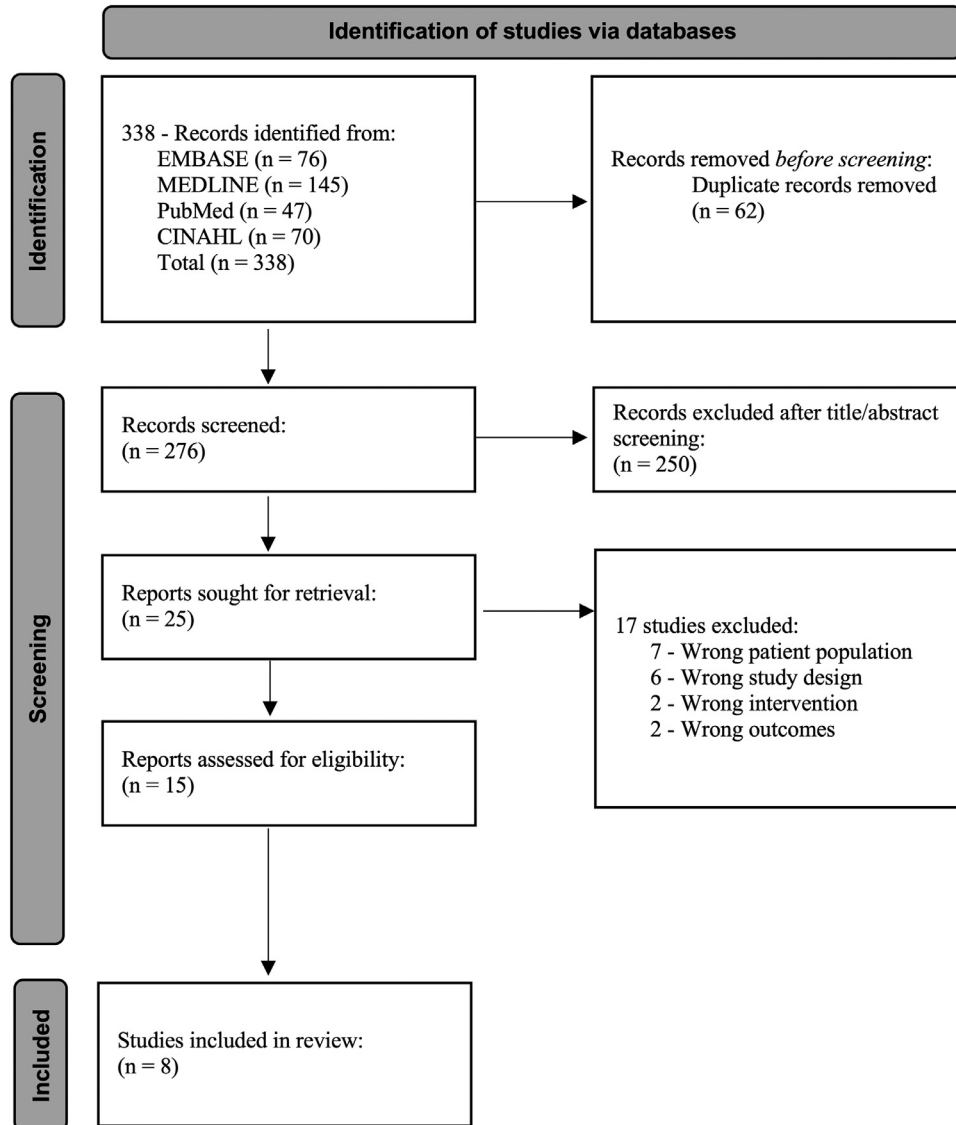 Identification of studies via databases
Identification
338 - Records identified from:
EMBASE (n = 76)
MEDLINE (n = 145)
PubMed (n = 47)
CINAHL (n = 70)
Total (n = 338)
Records removed before screening:
Duplicate records removed
(n = 62)
Screening
Records screened:
(n = 276)
Records excluded after title/abstract
screening:
(n = 250)
Reports sought for retrieval:
(n = 25)
17 studies excluded:
7 - Wrong patient population
6 - Wrong study design
2 - Wrong intervention
2 - Wrong outcomes
Reports assessed for eligibility:
(n = 15)
Included
Studies included in review:
(n = 8)